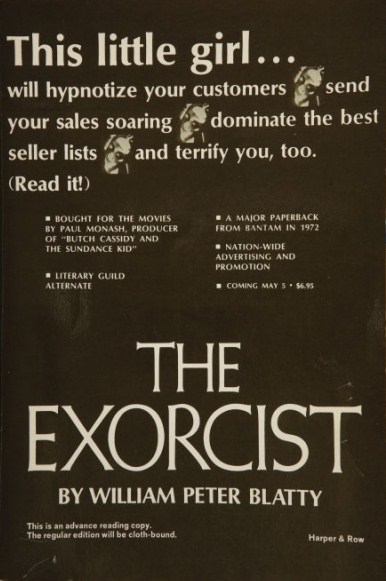 This little girl...
will hypnotize your customers send
your sales soaring dominate the best
seller lists and terrify you, too.
(Read it!)
■ BOUGHT FOR THE MOVIES
BY PAUL MONASH, PRODUCER
OF "BUTCH CASSIDY AND
THE SUNDANCE KID"
■ LITERARY GUILD
ALTERNATE
■ A MAJOR PAPERBACK
FROM BANTAM IN 1972
■ NATION-WIDE
ADVERTISING AND
PROMOTION
■ COMING MAY 5 • $6.95
THE
EXORCIST
BY WILLIAM PETER BLATTY
This is an advance reading copy.
The regular edition will be cloth-bound.
Harper & Row